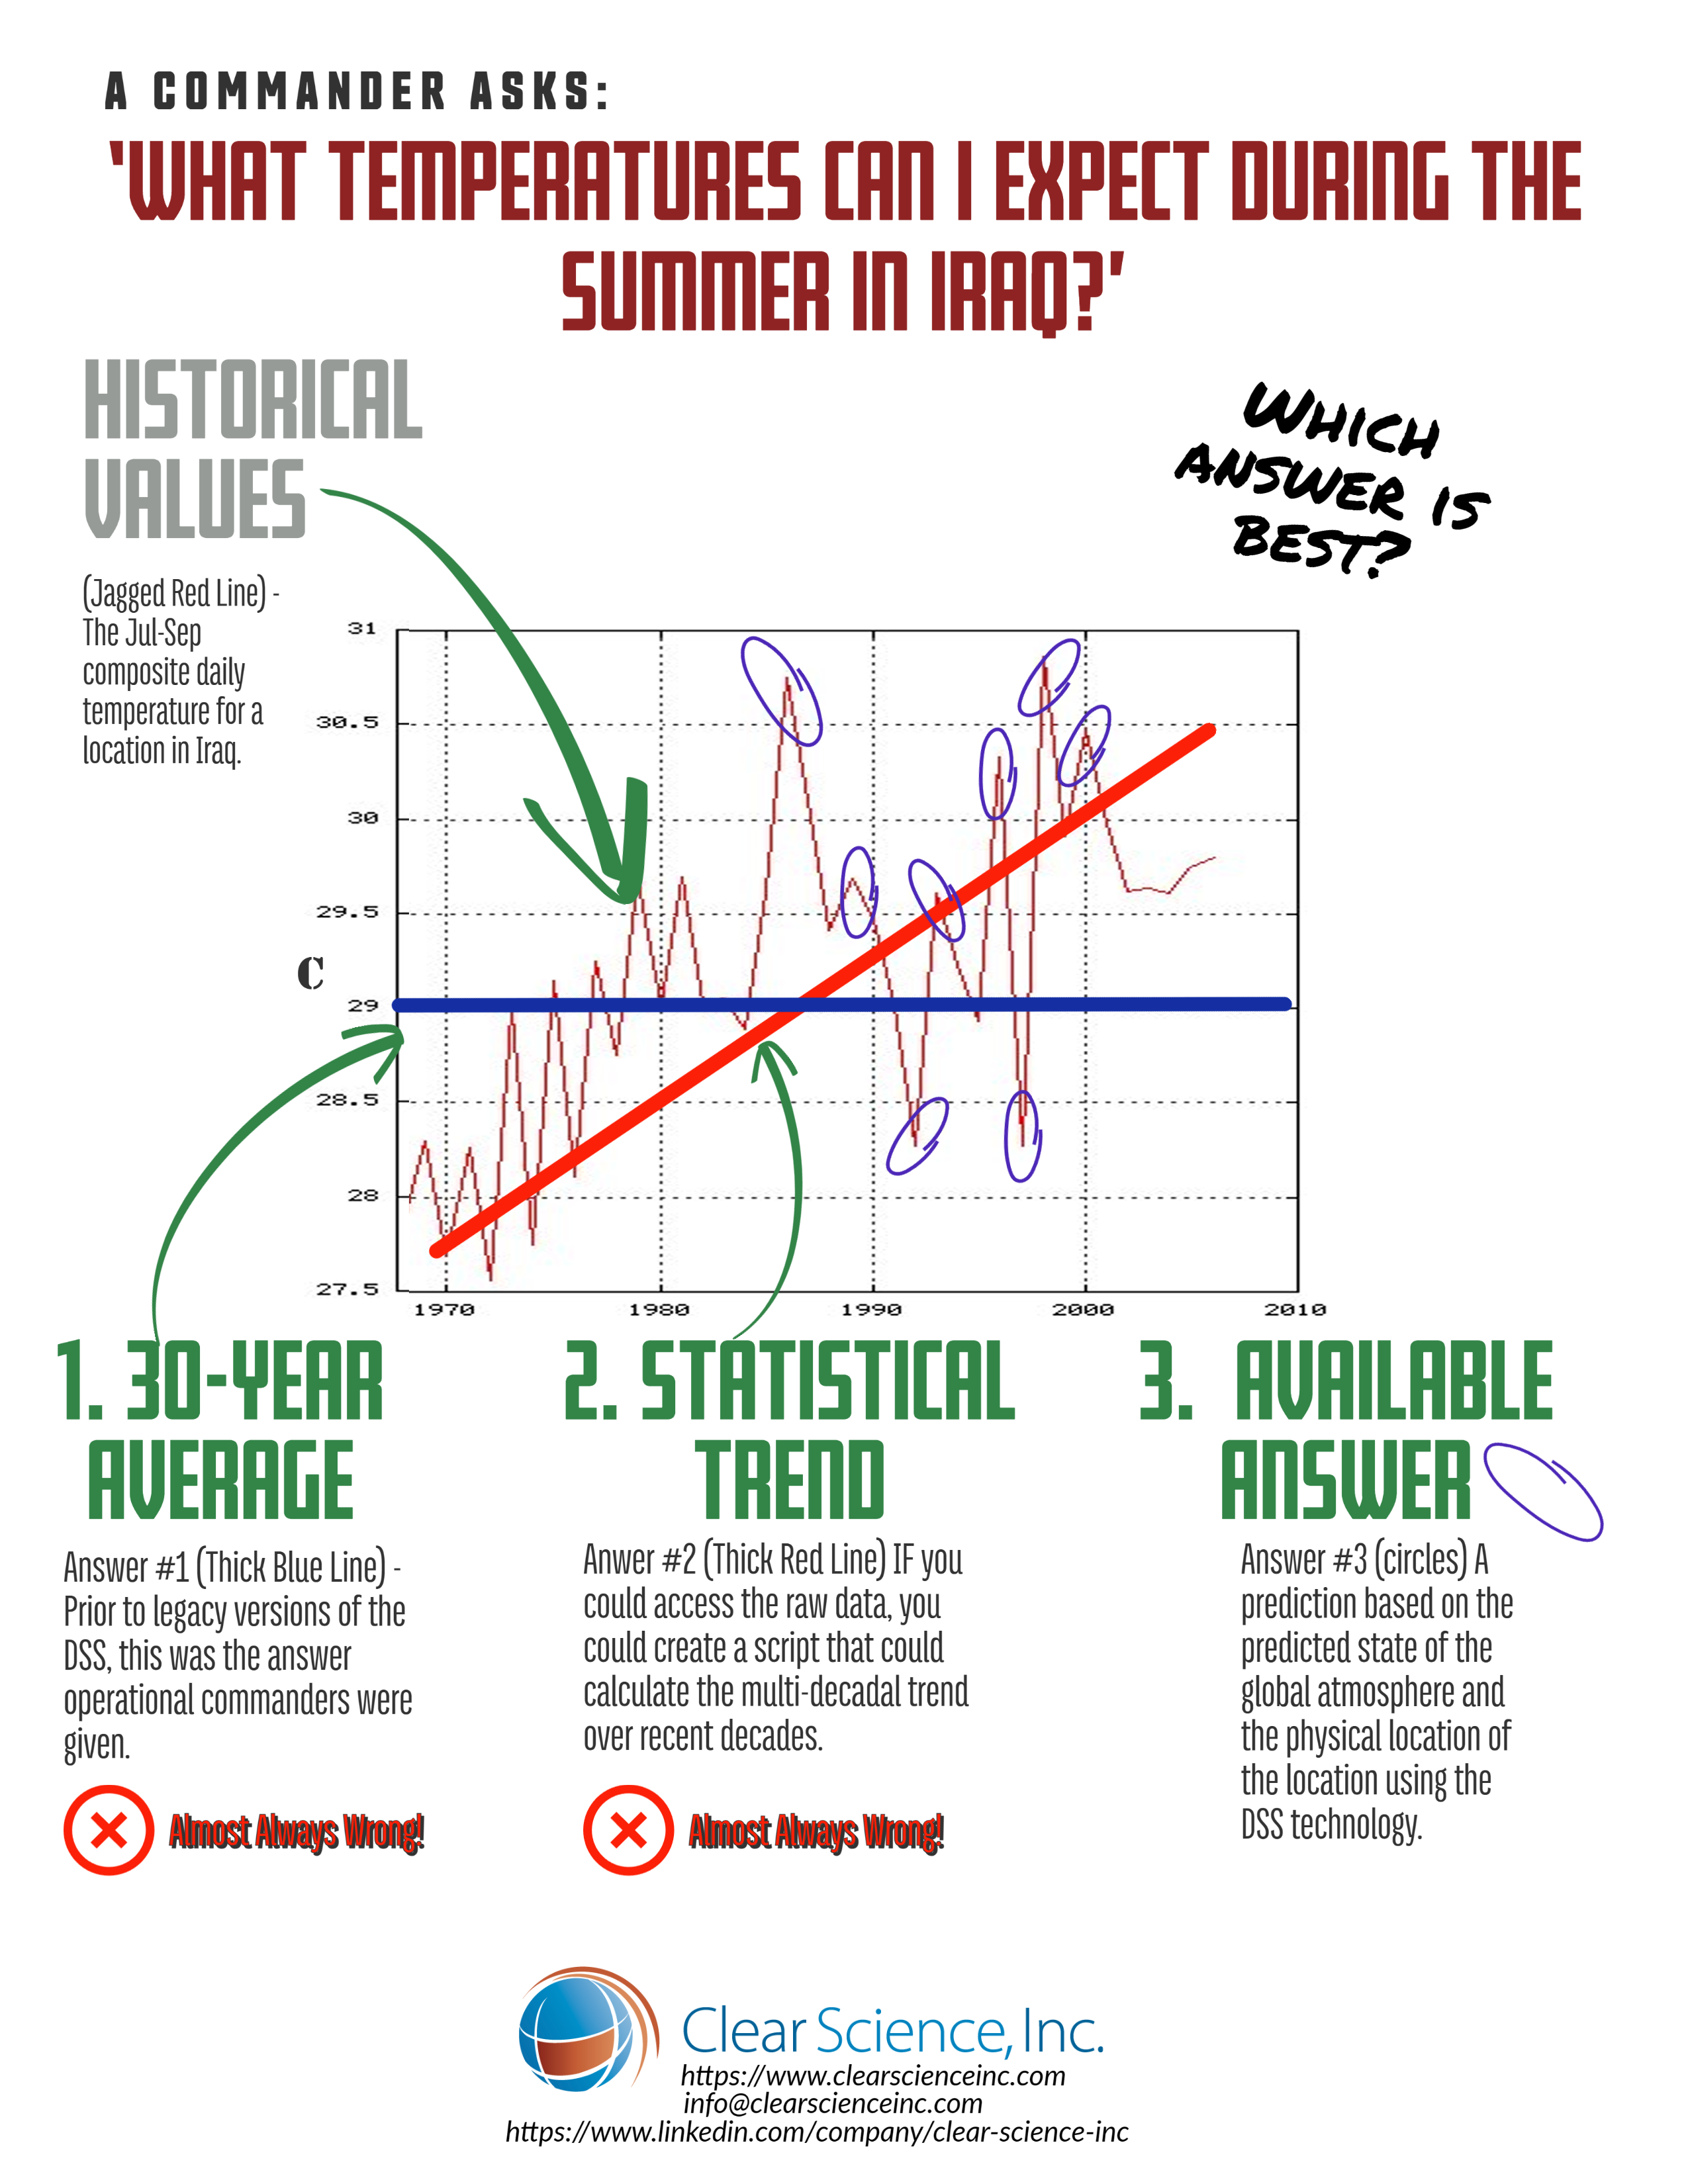 A COMMANDER ASKS:
'WHAT TEMPERATURES CAN I EXPECT DURING THE
SUMMER IN IRAQ?'
HISTORICAL
VALUES
(Jagged Red Line) -
The Jul-Sep
composite daily
temperature for a
location in Iraq.
WHICH
ANSWER IS
BEST?
31
30.5
30
29.5
C
29
28.5
28
27.5
1970 1980 1990 2000 2010
1. 30-YEAR
AVERAGE
Answer #1 (Thick Blue Line) -
Prior to legacy versions of the
DSS, this was the answer
operational commanders were
given.
Almost Always Wrong!
2. STATISTICAL
TREND
Anwer #2 (Thick Red Line) IF you
could access the raw data, you
could create a script that could
calculate the multi-decadal trend
over recent decades.
Almost Always Wrong!
3. AVAILABLE
ANSWER
Answer #3 (circles) A
prediction based on the
predicted state of the
global atmosphere and
the physical location of
the location using the
DSS technology.
Clear Science, Inc.
https://www.clearscienceinc.com
info@clearscienceinc.com
https://www.linkedin.com/company/clear-science-inc